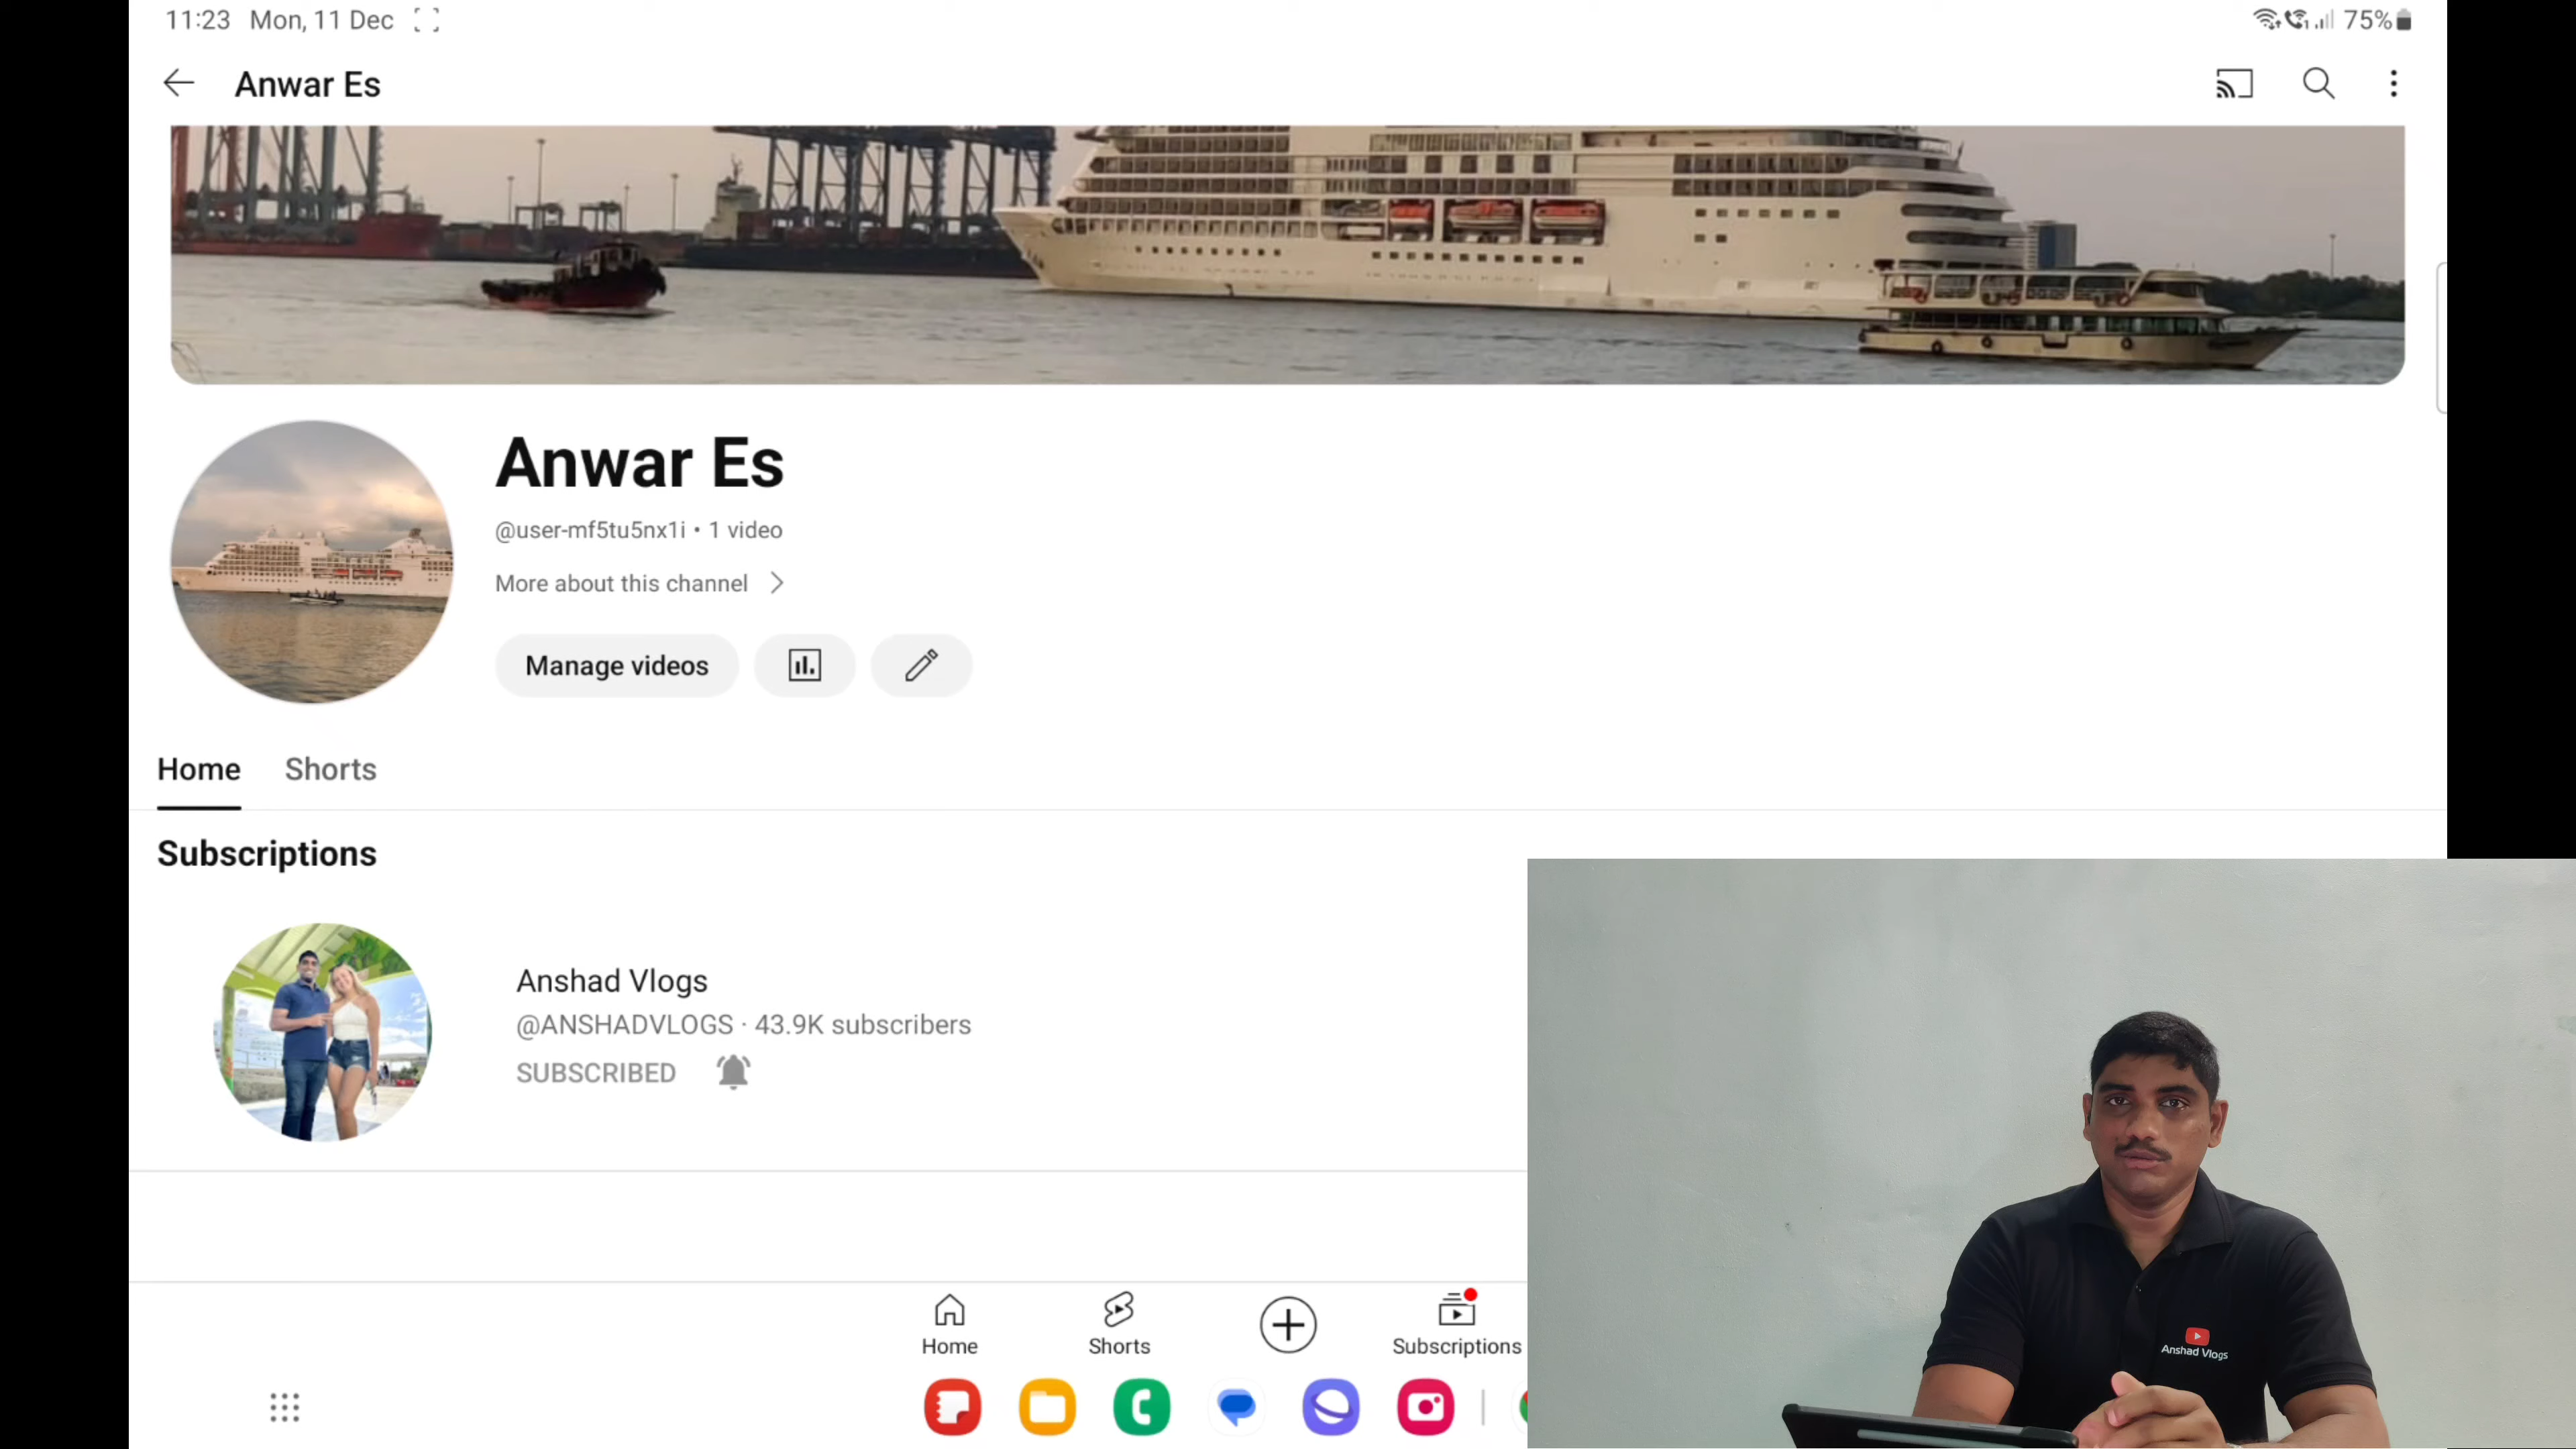 11:23 Mon, 11 Dec
75%
Anwar Es
Anwar Es
@user-mf5tu5nx1i • 1 video
More about this channel
Manage videos
Home Shorts
Subscriptions
Anshad Vlogs
@ANSHADVLOGS · 43.9K subscribers
SUBSCRIBED
Home Shorts Subscriptions
Anshad Vlogs